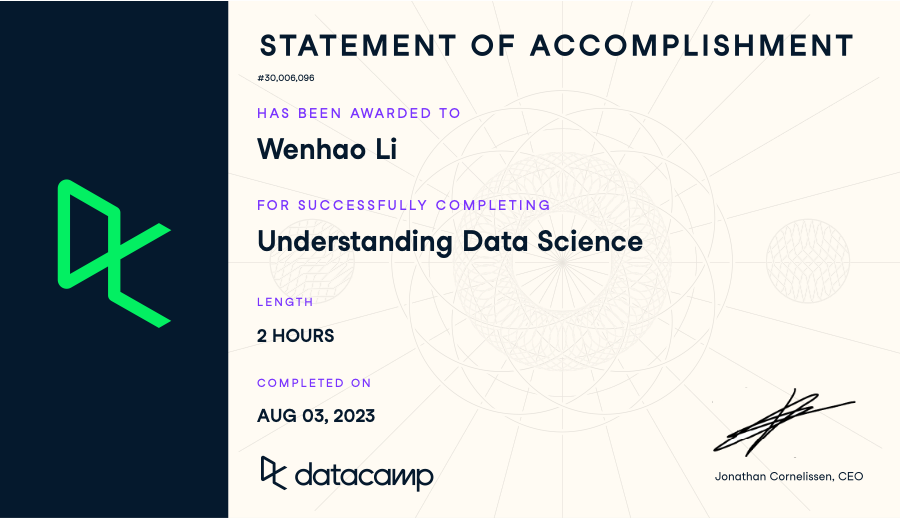 STATEMENT OF ACCOMPLISHMENT
#30,006,096
HAS BEEN AWARDED TO
Wenhao Li
FOR SUCCESSFULLY COMPLETING
Understanding Data Science
LENGTH
2 HOURS
COMPLETED ON
AUG 03, 2023
datacamp
Jonathan Cornelissen, CEO